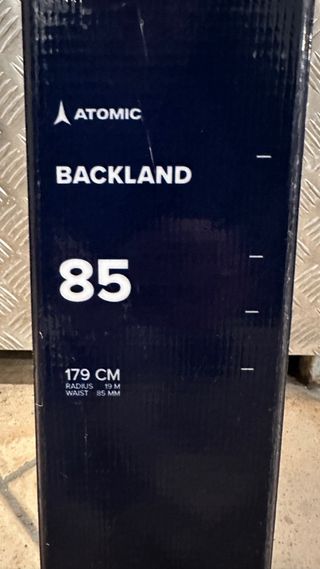 ATOMIC
BACKLAND
85
179 CM
RADIUS 19 M
WAIST 85 MM